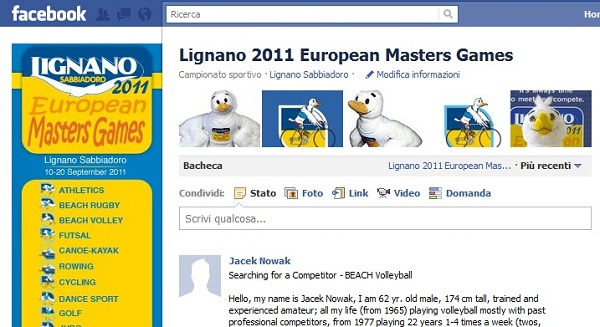 facebook
Ricerca
Hom
LIGNANO
SABBIADORO
2011
European
Masters Games
Lignano Sabbiadoro
10-20 September 2011
ATHLETICS
BEACH RUGBY
BEACH VOLLEY
FUTSAL
CANOE-KAYAK
ROWING
CYCLING
DANCE SPORT
GOLF
JUDO
Lignano 2011 European Masters Games
Campionato sportivo · Lignano Sabbiadoro · Modifica informazioni
It's always time
to meet compete.
Bacheca
Lignano 2011 European Mas... · Più recenti
Condividi: Stato Foto Link Video Domanda
Scrivi qualcosa...
Jacek Nowak
Searching for a Competitor - BEACH Volleyball
Hello, my name is Jacek Nowak, I am 62 yr. old male, 174 cm tall, trained and
experienced amateur; all my life (from 1965) playing volleyball mostly with past
professional competitors, from 1977 playing 22 years 1-4 times a week (twos,